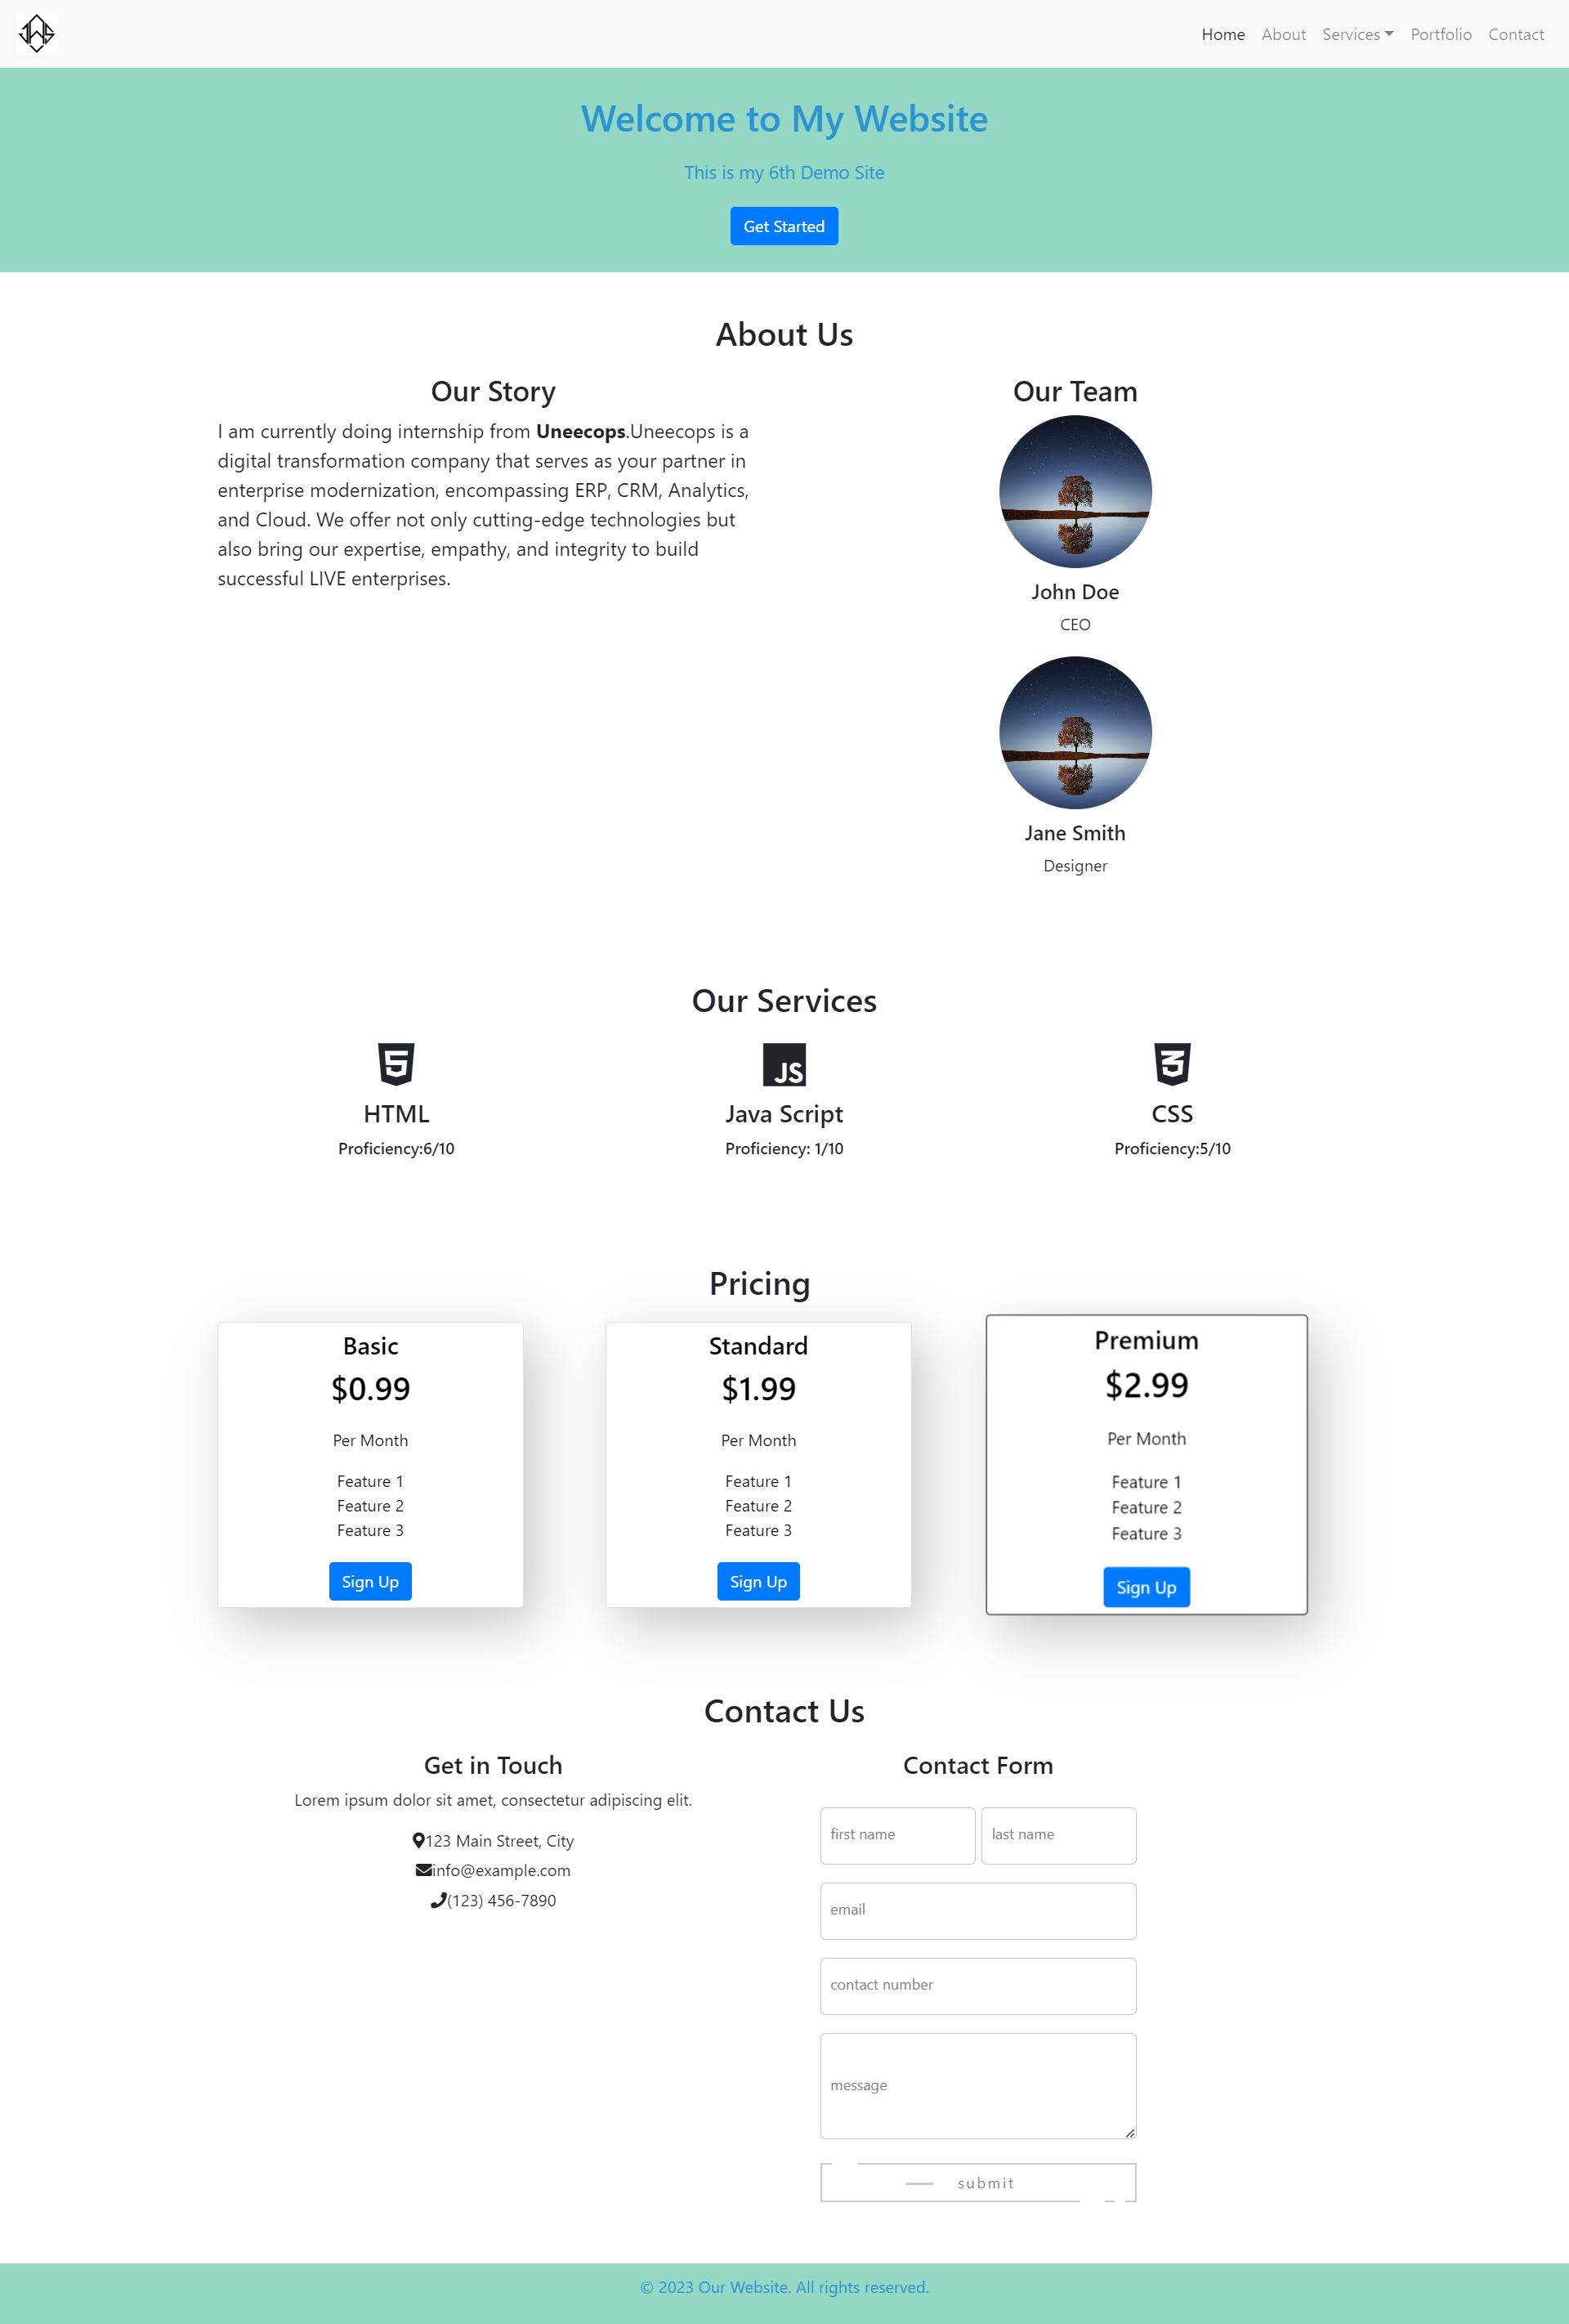 Home About Services Portfolio Contact
Welcome to My Website
This is my 6th Demo Site
Get Started
About Us
Our Story
I am currently doing internship from Uneecops.Uneecops is a
digital transformation company that serves as your partner in
enterprise modernization, encompassing ERP, CRM, Analytics,
and Cloud. We offer not only cutting-edge technologies but
also bring our expertise, empathy, and integrity to build
successful LIVE enterprises.
Our Team
John Doe
CEO
Jane Smith
Designer
Our Services
HTML
Proficiency:6/10
JS
Java Script
Proficiency: 1/10
CSS
Proficiency:5/10
Pricing
Basic
$0.99
Per Month
Feature 1
Feature 2
Feature 3
Sign Up
Standard
$1.99
Per Month
Feature 1
Feature 2
Feature 3
Sign Up
Premium
$2.99
Per Month
Feature 1
Feature 2
Feature 3
Sign Up
Contact Us
Get in Touch
Lorem ipsum dolor sit amet, consectetur adipiscing elit.
123 Main Street, City
info@example.com
(123) 456-7890
Contact Form
first name last name
email
contact number
message
submit
© 2023 Our Website. All rights reserved.